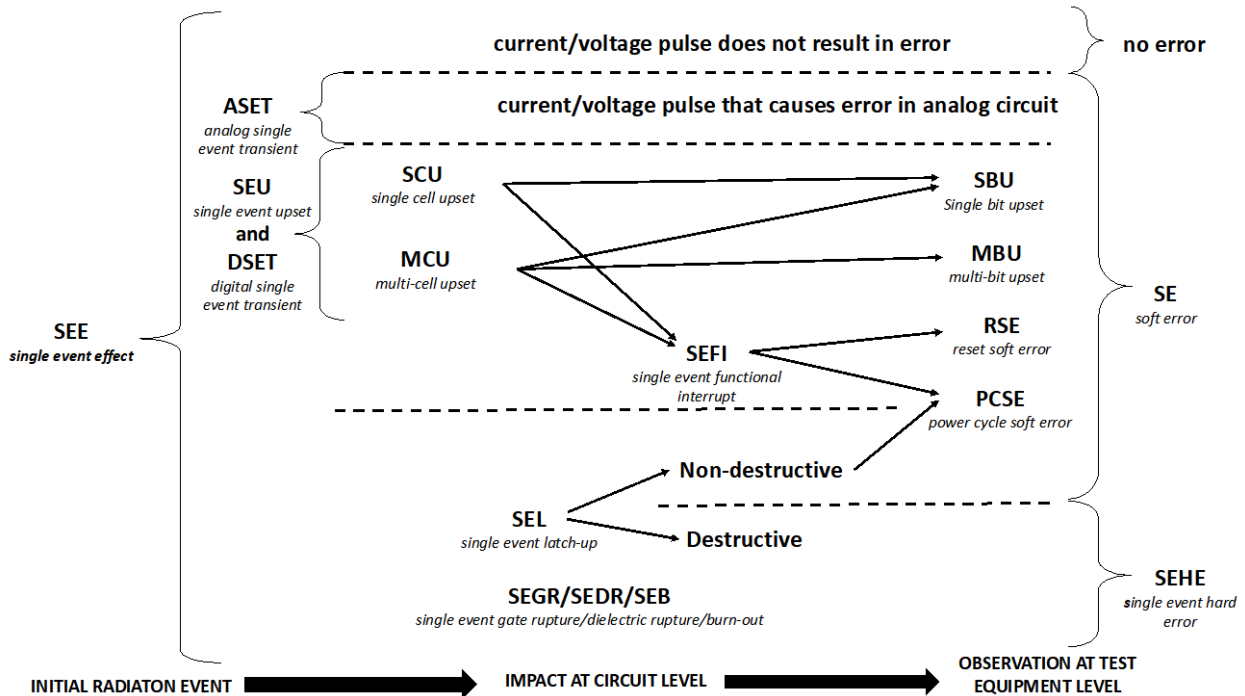 current/voltage pulse does not result in error
no error
ASET
analog single
event transient
current/voltage pulse that causes error in analog circuit
SEU
single event upset
and
DSET
digital single
event transient
SCU
single cell upset
MCU
multi-cell upset
SBU
Single bit upset
MBU
multi-bit upset
SE
soft error
SEE
single event effect
SEFI
single event functional
interrupt
RSE
reset soft error
PCSE
power cycle soft error
Non-destructive
SEL
single event latch-up
Destructive
SEGR/SEDR/SEB
single event gate rupture/dielectric rupture/burn-out
SEHE
single event hard
error
INITIAL RADIATON EVENT
IMPACT AT CIRCUIT LEVEL
OBSERVATION AT TEST
EQUIPMENT LEVEL